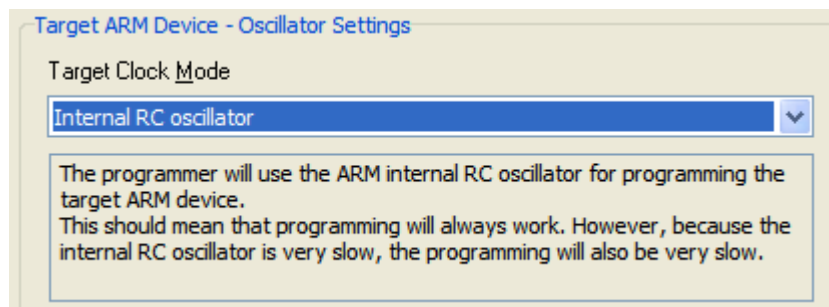 Target ARM Device - Oscillator Settings
Target Clock Mode
Internal RC oscillator
The programmer will use the ARM internal RC oscillator for programming the
target ARM device.
This should mean that programming will always work. However, because the
internal RC oscillator is very slow, the programming will also be very slow.